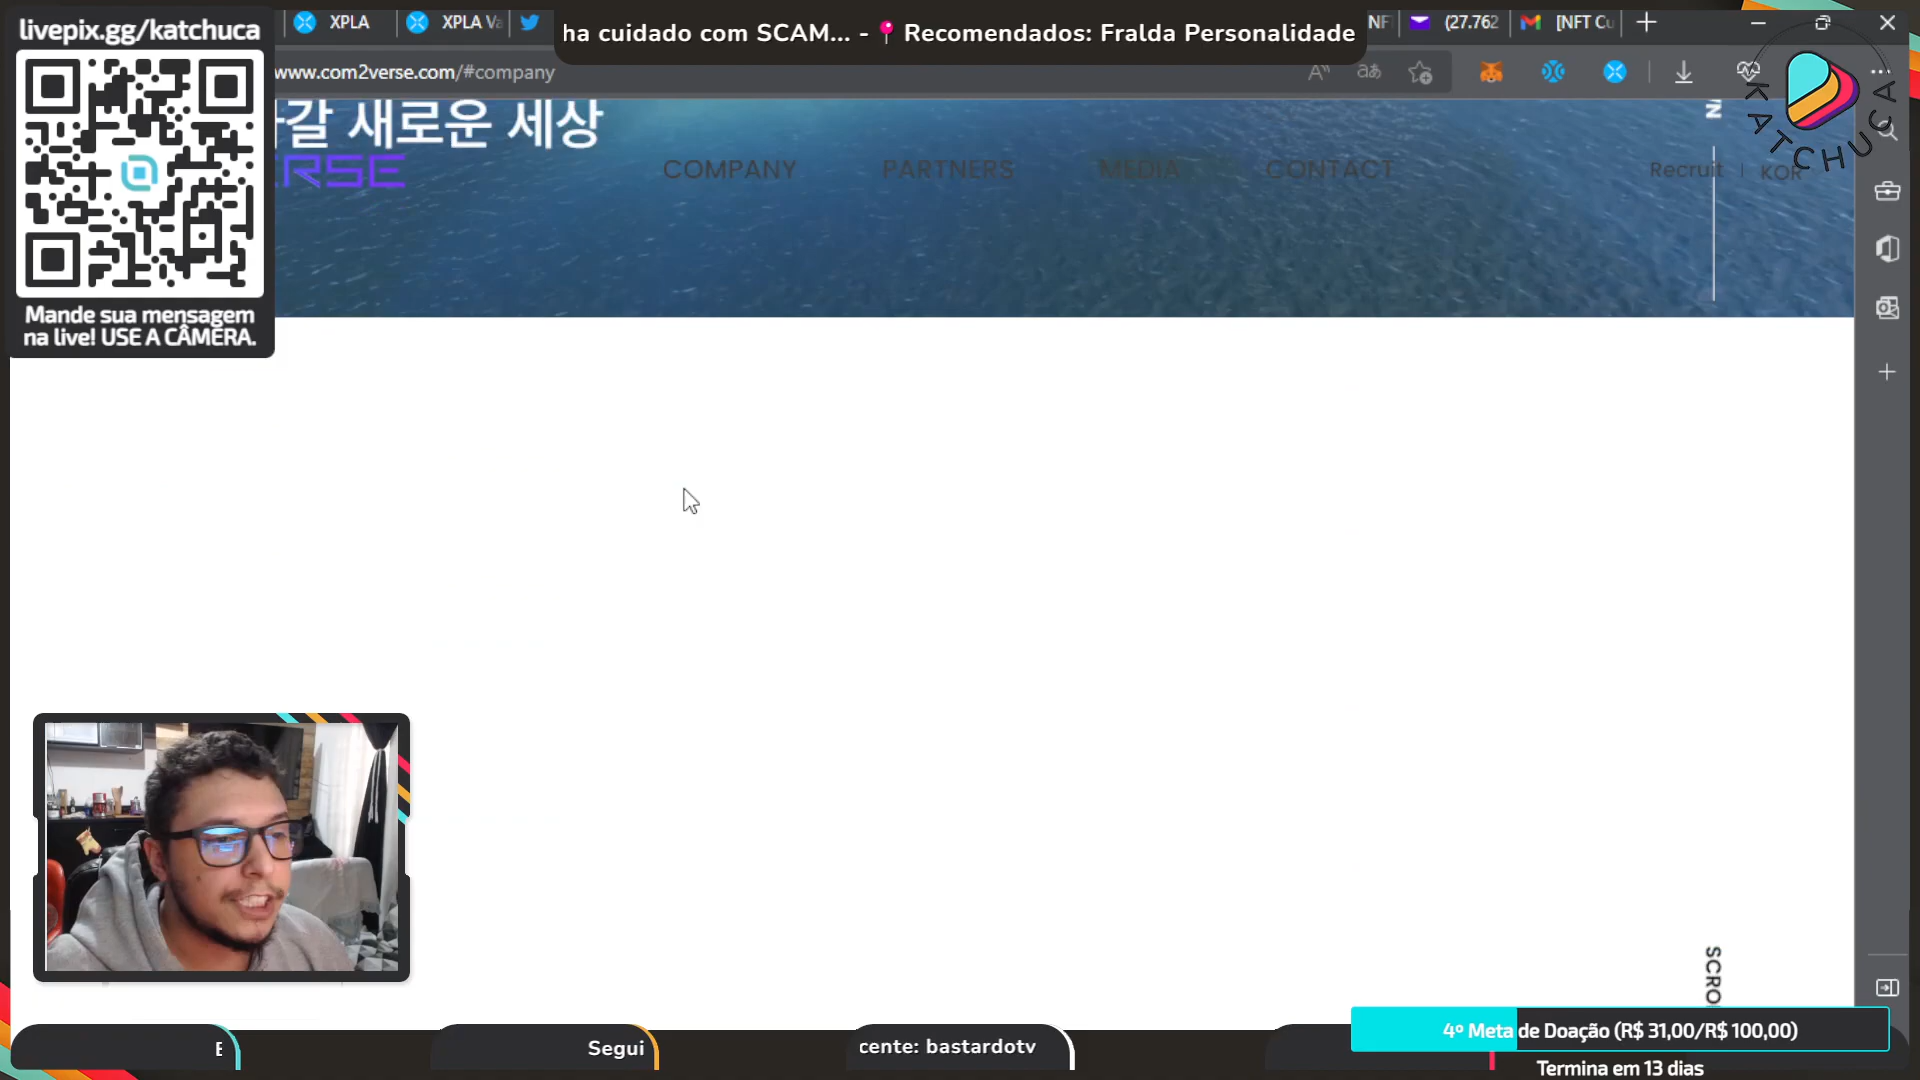 livepix.gg/katchuca
XPLA
XPLA Va
ha cuidado com SCAM... - 📍 Recomendados: Fralda Personalidade
NF
(27.762
[NFT Cu
www.com2verse.com/#company
갈 새로운 세상
ERSE
COMPANY
PARTNERS
MEDIA
CONTACT
Recruit
KOR
KATCHUCA
Mande sua mensagem
na live! USE A CÂMERA.
SCRO
E
Segui
cente: bastardotv
4º Meta de Doação (R$ 31,00/R$ 100,00)
Termina em 13 dias